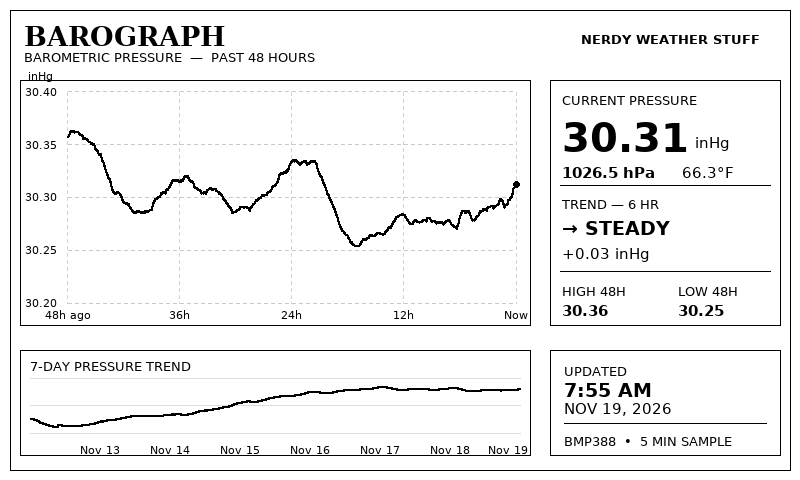 BAROGRAPH
BAROMETRIC PRESSURE — PAST 48 HOURS
NERDY WEATHER STUFF
inHg
30.40
30.35
30.30
30.25
30.20
48h ago 36h 24h 12h Now
CURRENT PRESSURE
30.31 inHg
1026.5 hPa 66.3°F
TREND — 6 HR
→ STEADY
+0.03 inHg
HIGH 48H LOW 48H
30.36 30.25
7-DAY PRESSURE TREND
Nov 13 Nov 14 Nov 15 Nov 16 Nov 17 Nov 18 Nov 19
UPDATED
7:55 AM
NOV 19, 2026
BMP388 • 5 MIN SAMPLE